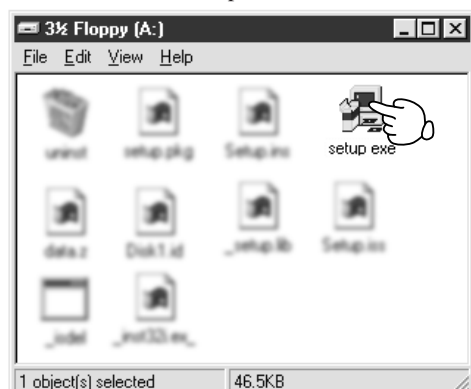 3½ Floppy (A:)
File Edit View Help
uninst setup.pkg Setup.ins setup exe
data.z Disk1.id _setup.lib Setup.iss
_isdel _inst32i.ex_
1 object(s) selected 46.5KB